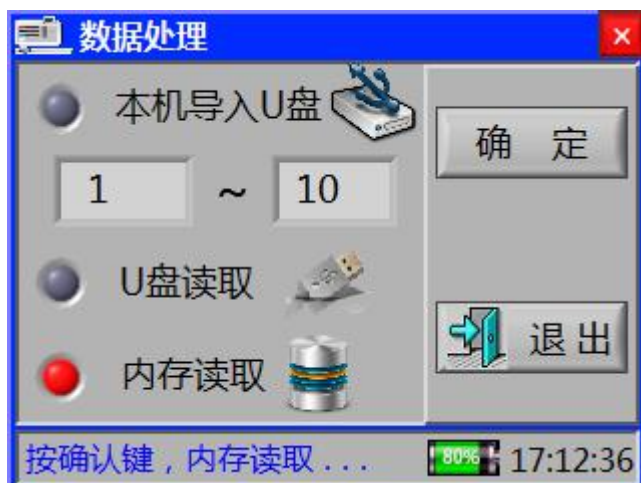 数据处理
本机导入U盘
1 ~ 10
确 定
U盘读取
内存读取
退出
按确认键，内存读取...
80%
17:12:36